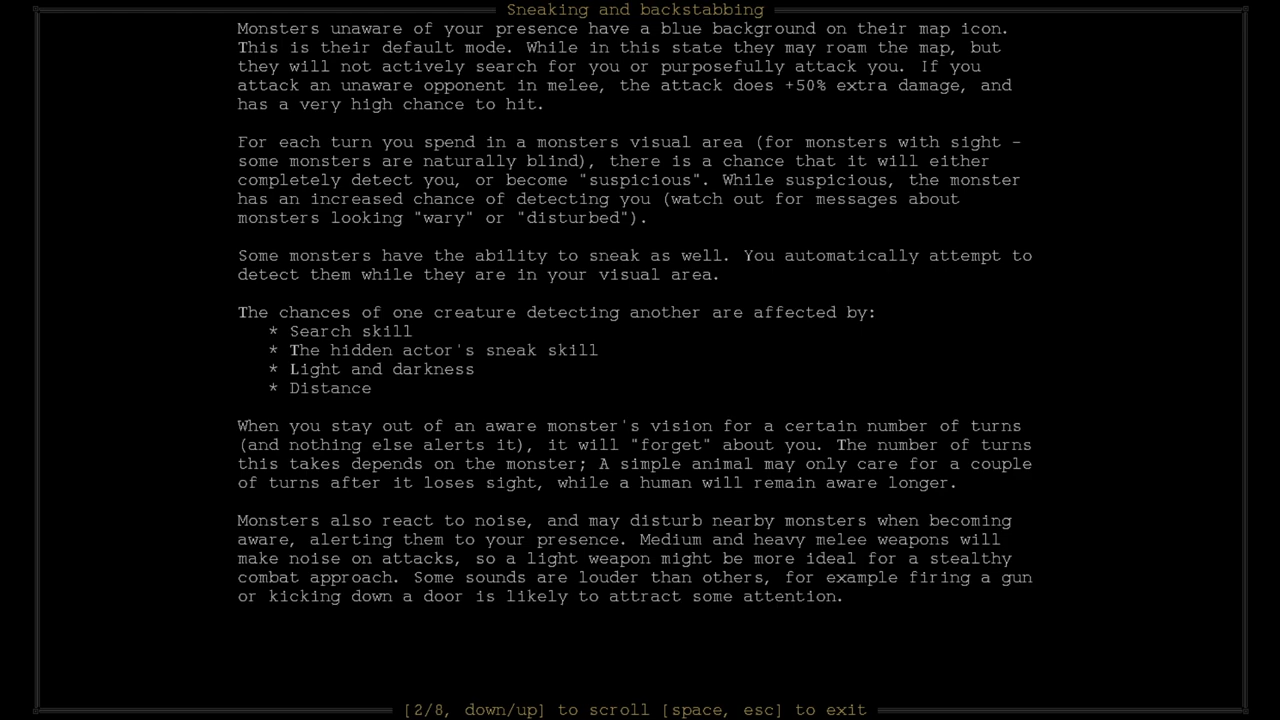 Sneaking and backstabbing
Monsters unaware of your presence have a blue background on their map icon.
This is their default mode. While in this state they may roam the map, but
they will not actively search for you or purposefully attack you. If you
attack an unaware opponent in melee, the attack does +50% extra damage, and
has a very high chance to hit.
For each turn you spend in a monsters visual area (for monsters with sight -
some monsters are naturally blind), there is a chance that it will either
completely detect you, or become "suspicious". While suspicious, the monster
has an increased chance of detecting you (watch out for messages about
monsters looking "wary" or "disturbed").
Some monsters have the ability to sneak as well. You automatically attempt to
detect them while they are in your visual area.
The chances of one creature detecting another are affected by:
* Search skill
* The hidden actor's sneak skill
* Light and darkness
* Distance
When you stay out of an aware monster's vision for a certain number of turns
(and nothing else alerts it), it will "forget" about you. The number of turns
this takes depends on the monster; A simple animal may only care for a couple
of turns after it loses sight, while a human will remain aware longer.
Monsters also react to noise, and may disturb nearby monsters when becoming
aware, alerting them to your presence. Medium and heavy melee weapons will
make noise on attacks, so a light weapon might be more ideal for a stealthy
combat approach. Some sounds are louder than others, for example firing a gun
or kicking down a door is likely to attract some attention.
[2/8, down/up] to scroll [space, esc] to exit